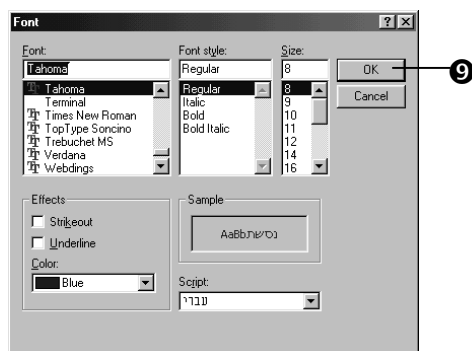 Font
Font:
Tahoma
Tahoma
Terminal
Times New Roman
TopType Soncino
Trebuchet MS
Verdana
Webdings
Font style:
Regular
Regular
Italic
Bold
Bold Italic
Size:
8
8
9
10
11
12
14
16
OK
Cancel
9
Effects
Strikeout
Underline
Color:
Blue
Sample
AaBbנסשת
Script:
עברי